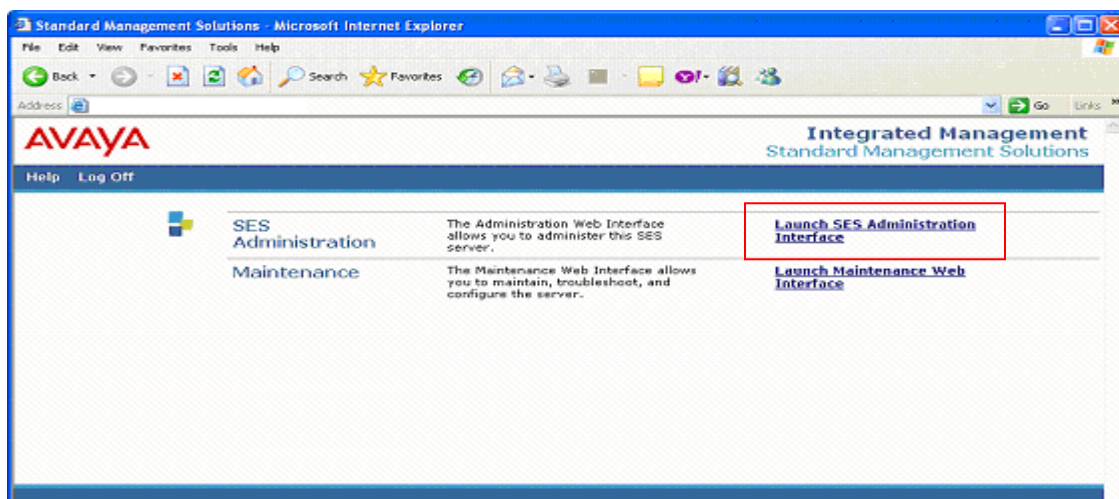 Standard Management Solutions - Microsoft Internet Explorer
File Edit View Favorites Tools Help
Back Search Favorites Y!
Address Go Links »
AVAYA
Integrated Management
Standard Management Solutions
Help Log Off
SES
Administration
The Administration Web Interface
allows you to administer this SES
server.
Launch SES Administration
Interface
Maintenance
The Maintenance Web Interface allows
you to maintain, troubleshoot, and
configure the server.
Launch Maintenance Web
Interface